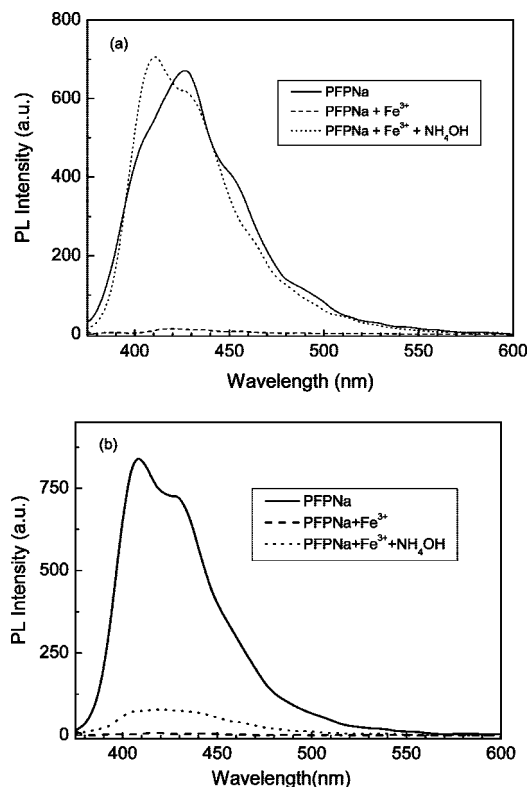 (a)
800
600
400
200
0
PL Intensity (a.u.)
PFPNa
PFPNa + Fe³⁺
PFPNa + Fe³⁺ + NH₄OH
400 450 500 550 600
Wavelength (nm)
(b)
750
500
250
0
PL Intensity (a.u.)
PFPNa
PFPNa+Fe³⁺
PFPNa+Fe³⁺+NH₄OH
400 450 500 550 600
Wavelength(nm)